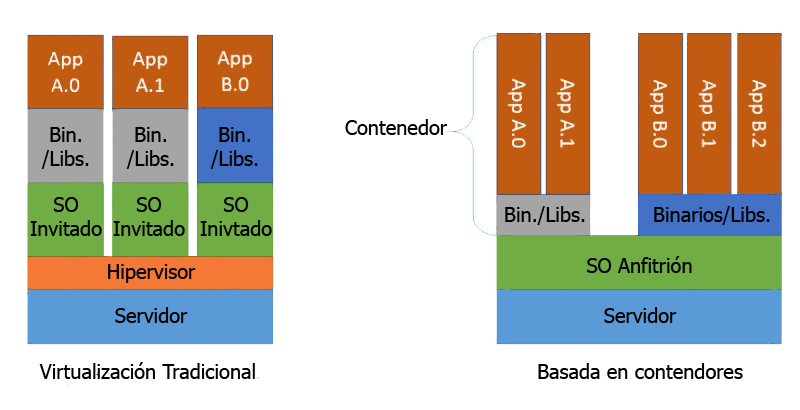 App
A.0
App
A.1
App
B.0
Bin.
/Libs.
Bin.
/Libs.
Bin.
/Libs.
SO
Invitado
SO
Invitado
SO
Inivtado
Hipervisor
Servidor
Virtualización Tradicional
Contenedor
App A.0
App A.1
App B.0
App B.1
App B.2
Bin./Libs.
Binarios/Libs.
SO Anfitrión
Servidor
Basada en contendores